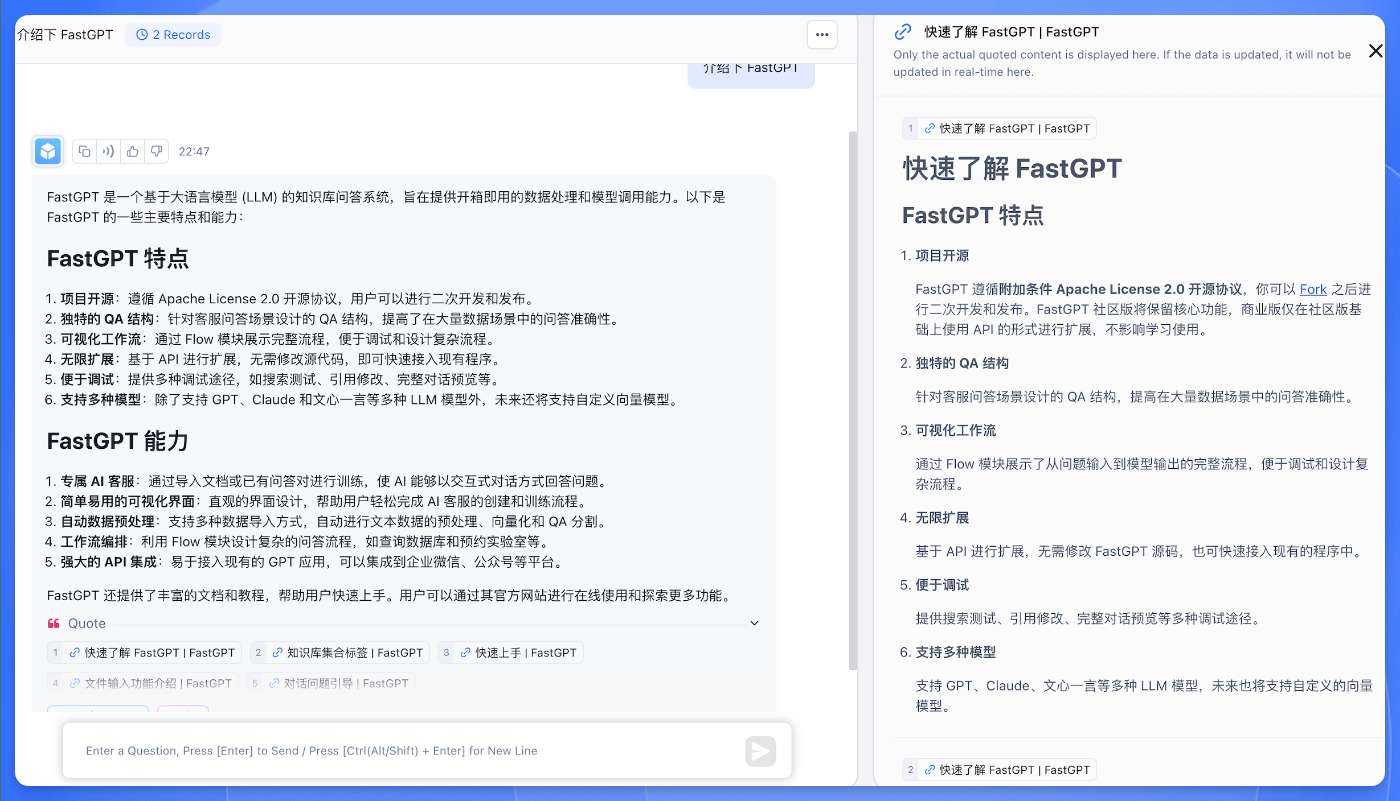 介绍下 FastGPT
2 Records
介绍下 FastGPT
22:47
FastGPT 是一个基于大语言模型 (LLM) 的知识库问答系统，旨在提供开箱即用的数据处理和模型调用能力。以下是
FastGPT 的一些主要特点和能力：
FastGPT 特点
1. 项目开源：遵循 Apache License 2.0 开源协议，用户可以进行二次开发和发布。
2. 独特的 QA 结构：针对客服问答场景设计的 QA 结构，提高了在大量数据场景中的问答准确性。
3. 可视化工作流：通过 Flow 模块展示完整流程，便于调试和设计复杂流程。
4. 无限扩展：基于 API 进行扩展，无需修改源代码，即可快速接入现有程序。
5. 便于调试：提供多种调试途径，如搜索测试、引用修改、完整对话预览等。
6. 支持多种模型：除了支持 GPT、Claude 和文心一言等多种 LLM 模型外，未来还将支持自定义向量模型。
FastGPT 能力
1. 专属 AI 客服：通过导入文档或已有问答对进行训练，使 AI 能够以交互式对话方式回答问题。
2. 简单易用的可视化界面：直观的界面设计，帮助用户轻松完成 AI 客服的创建和训练流程。
3. 自动数据预处理：支持多种数据导入方式，自动进行文本数据的预处理、向量化和 QA 分割。
4. 工作流编排：利用 Flow 模块设计复杂的问答流程，如查询数据库和预约实验室等。
5. 强大的 API 集成：易于接入现有的 GPT 应用，可以集成到企业微信、公众号等平台。
FastGPT 还提供了丰富的文档和教程，帮助用户快速上手。用户可以通过其官方网站进行在线使用和探索更多功能。
Quote
1 快速了解 FastGPT | FastGPT 2 知识库集合标签 | FastGPT 3 快速上手 | FastGPT
4 文件输入功能介绍 | FastGPT 5 对话问题引导 | FastGPT
Enter a Question, Press [Enter] to Send / Press [Ctrl(Alt/Shift) + Enter] for New Line
快速了解 FastGPT | FastGPT
Only the actual quoted content is displayed here. If the data is updated, it will not be
updated in real-time here.
1 快速了解 FastGPT | FastGPT
快速了解 FastGPT
FastGPT 特点
1. 项目开源
FastGPT 遵循附加条件 Apache License 2.0 开源协议，你可以 Fork 之后进
行二次开发和发布。FastGPT 社区版将保留核心功能，商业版仅在社区版基
础上使用 API 的形式进行扩展，不影响学习使用。
2. 独特的 QA 结构
针对客服问答场景设计的 QA 结构，提高在大量数据场景中的问答准确性。
3. 可视化工作流
通过 Flow 模块展示了从问题输入到模型输出的完整流程，便于调试和设计复
杂流程。
4. 无限扩展
基于 API 进行扩展，无需修改 FastGPT 源码，也可快速接入现有的程序中。
5. 便于调试
提供搜索测试、引用修改、完整对话预览等多种调试途径。
6. 支持多种模型
支持 GPT、Claude、文心一言等多种 LLM 模型，未来也将支持自定义的向量
模型。
2 快速了解 FastGPT | FastGPT